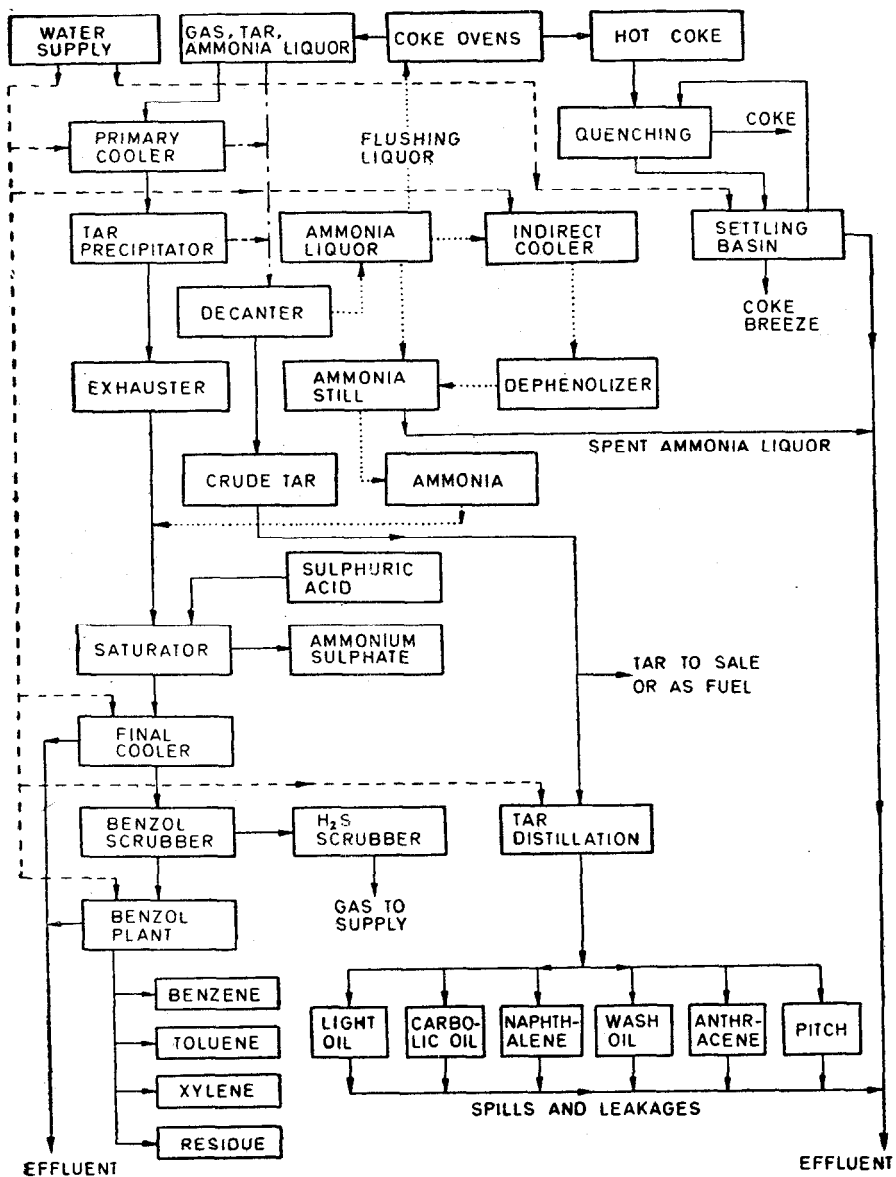 WATER
SUPPLY
GAS, TAR,
AMMONIA LIQUOR
COKE OVENS
HOT COKE
PRIMARY
COOLER
FLUSHING
LIQUOR
QUENCHING
COKE
TAR
PRECIPITATOR
AMMONIA
LIQUOR
INDIRECT
COOLER
SETTLING
BASIN
DECANTER
COKE
BREEZE
EXHAUSTER
AMMONIA
STILL
DEPHENOLIZER
SPENT AMMONIA LIQUOR
CRUDE TAR
AMMONIA
SULPHURIC
ACID
SATURATOR
AMMONIUM
SULPHATE
TAR TO SALE
OR AS FUEL
FINAL
COOLER
BENZOL
SCRUBBER
H2S
SCRUBBER
TAR
DISTILLATION
GAS TO
SUPPLY
BENZOL
PLANT
BENZENE
TOLUENE
XYLENE
RESIDUE
LIGHT
OIL
CARBO-
LIC OIL
NAPHTH-
ALENE
WASH
OIL
ANTHR-
ACENE
PITCH
SPILLS AND LEAKAGES
EFFLUENT
EFFLUENT